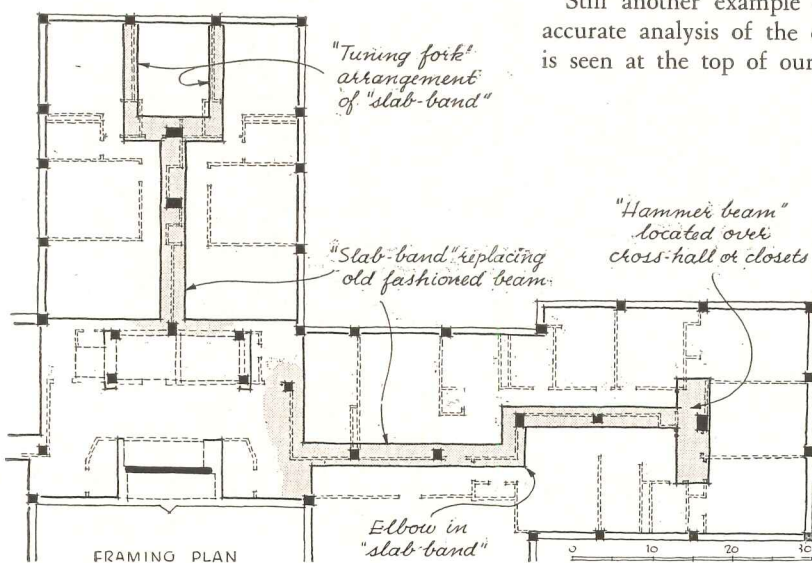 Still another example
accurate analysis of the
is seen at the top of our
"Tuning fork"
arrangement
of "slab-band"
"Hammer beam"
located over
cross-hall or closets
"Slab-band" replacing
old fashioned beam
Elbow in
"slab band"
FRAMING PLAN
0 10 20 30